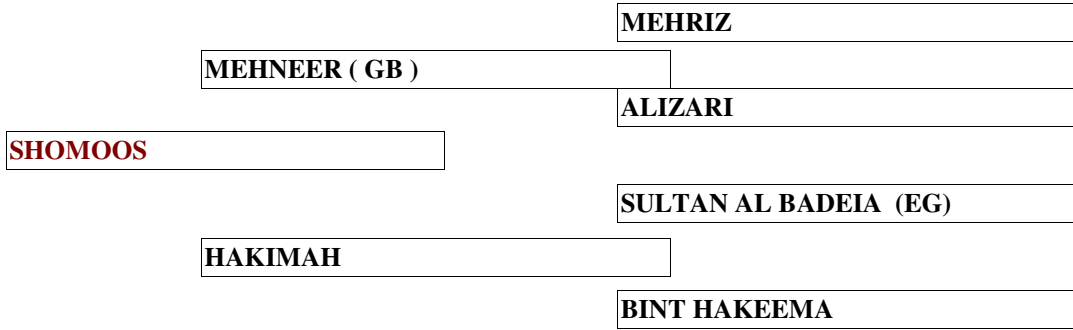 MEHRIZ
MEHNEER ( GB )
ALIZARI
SHOMOOS
SULTAN AL BADEIA (EG)
HAKIMAH
BINT HAKEEMA